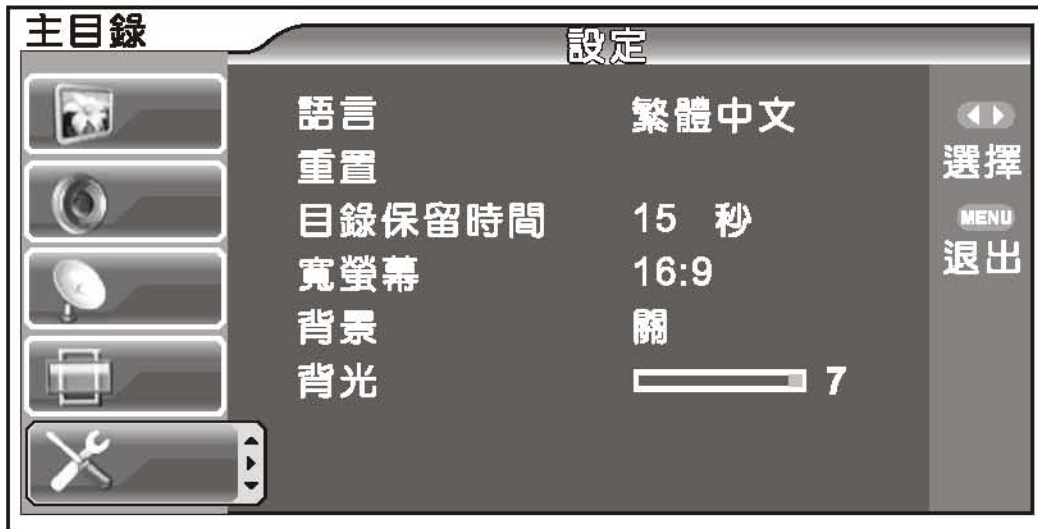 主目錄
設定
語言 繁體中文
重置
目錄保留時間 15 秒
寬螢幕 16:9
背景 關
背光 7
選擇
MENU
退出